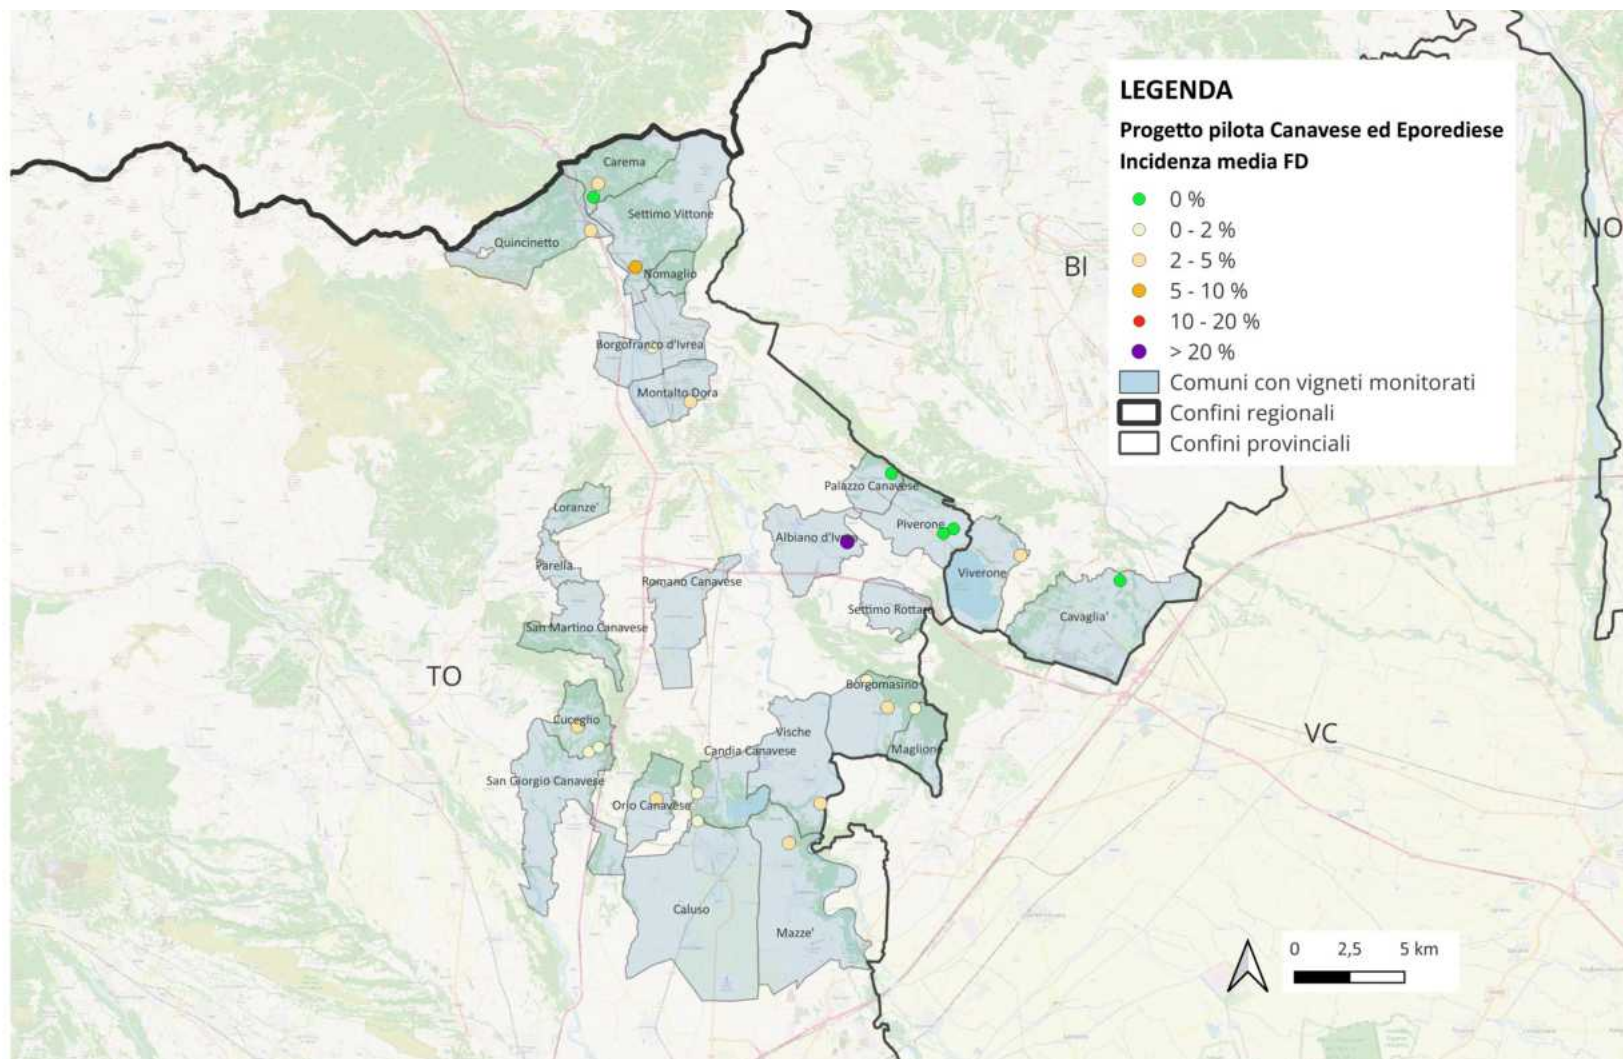 LEGENDA
Progetto pilota Canavese ed Eporediese
Incidenza media FD
0 %
0 - 2 %
2 - 5 %
5 - 10 %
10 - 20 %
> 20 %
Comuni con vigneti monitorati
Confini regionali
Confini provinciali
Carema
Settimo Vittone
Quincinetto
Nomaglio
Borgofranco d'Ivrea
Montalto Dora
BI
NO
Palazzo Canavese
Loranze'
Piverone
Albiano d'Ivrea
Parella
Viverone
Romano Canavese
Settimo Rottaro
Cavaglia'
San Martino Canavese
TO
Borgomasino
Cuceglio
Vische
VC
Candia Canavese
Maglione
San Giorgio Canavese
Orio Canavese
Caluso
Mazze'
0 2,5 5 km